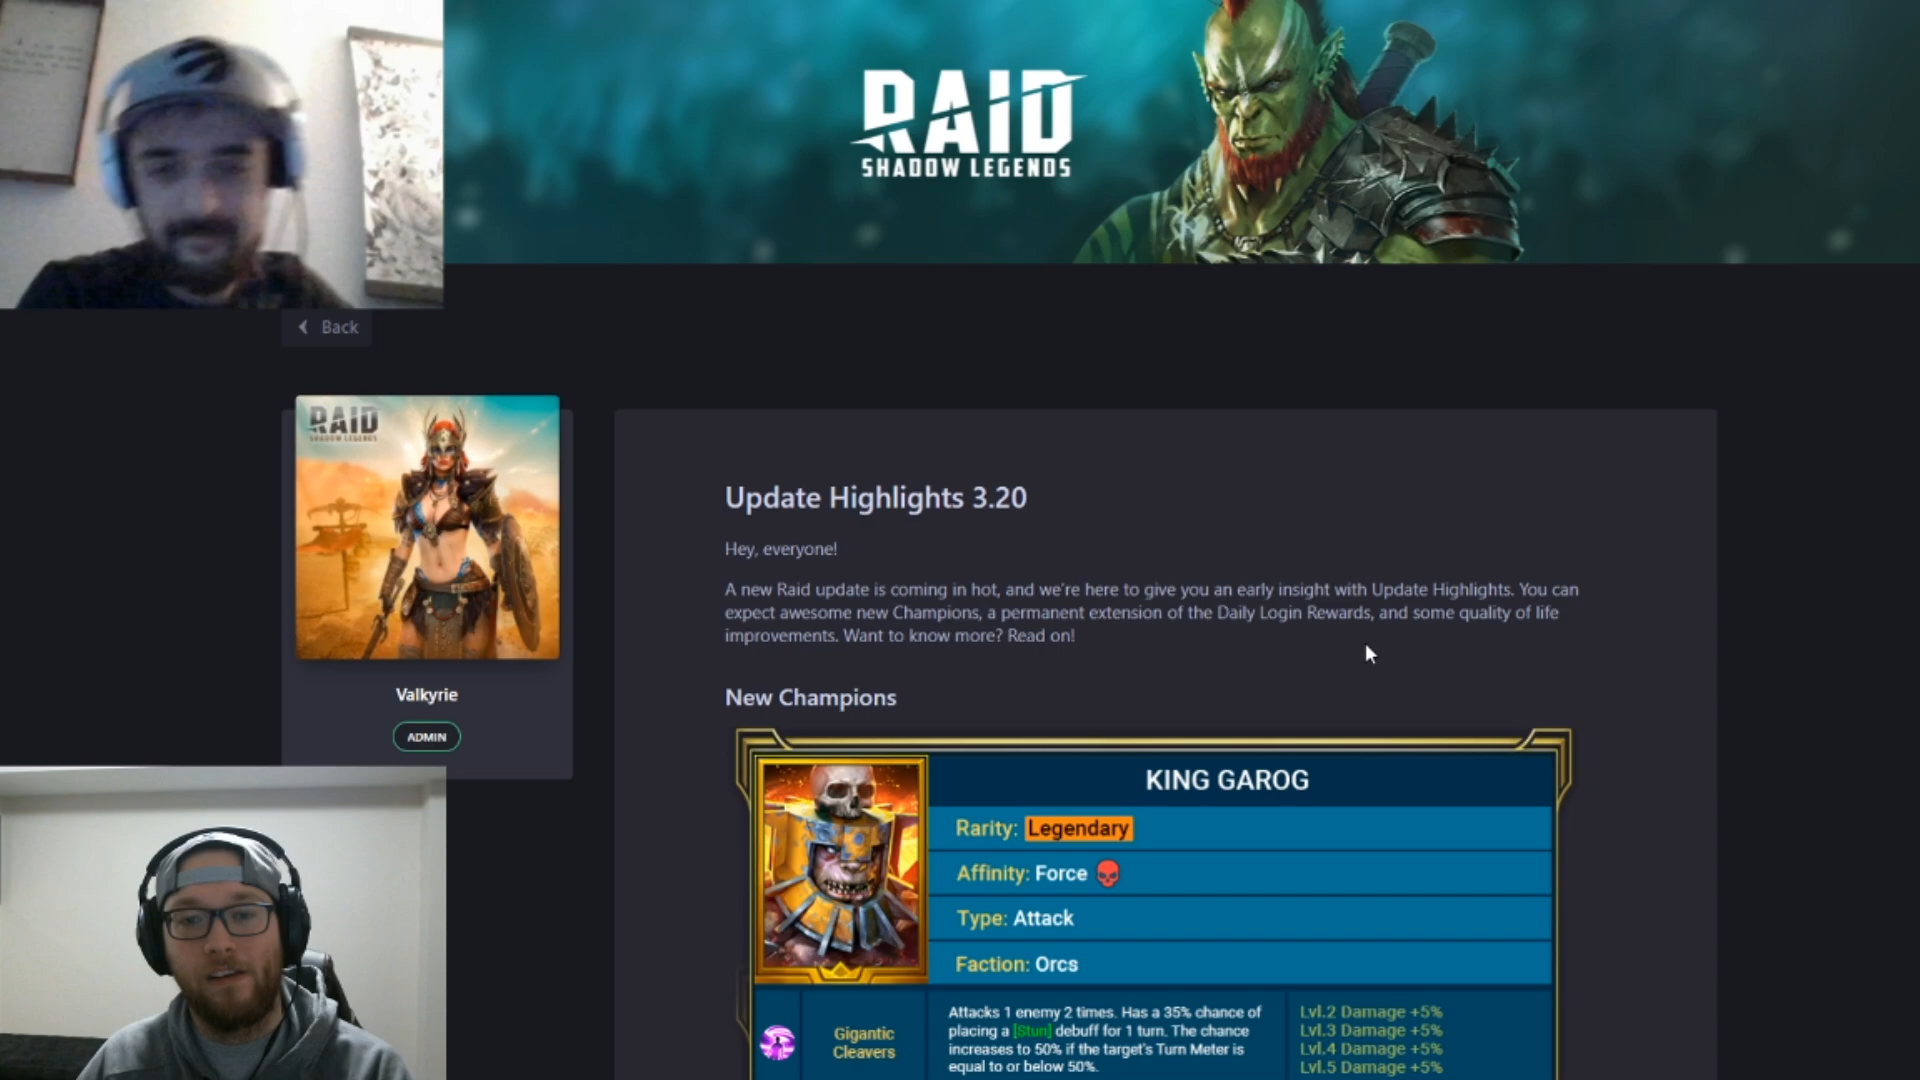 RAID
SHADOW LEGENDS
Back
RAID
SHADOW LEGENDS
Valkyrie
ADMIN
Update Highlights 3.20
Hey, everyone!
A new Raid update is coming in hot, and we're here to give you an early insight with Update Highlights. You can
expect awesome new Champions, a permanent extension of the Daily Login Rewards, and some quality of life
improvements. Want to know more? Read on!
New Champions
KING GAROG
Rarity: Legendary
Affinity: Force
Type: Attack
Faction: Orcs
Gigantic
Cleavers
Attacks 1 enemy 2 times. Has a 35% chance of
placing a [Stun] debuff for 1 turn. The chance
increases to 50% if the target's Turn Meter is
equal to or below 50%.
Lvl.2 Damage +5%
Lvl.3 Damage +5%
Lvl.4 Damage +5%
Lvl.5 Damage +5%